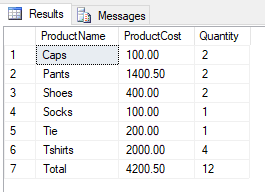 Results Messages
ProductName ProductCost Quantity
1 Caps 100.00 2
2 Pants 1400.50 2
3 Shoes 400.00 2
4 Socks 100.00 1
5 Tie 200.00 1
6 Tshirts 2000.00 4
7 Total 4200.50 12